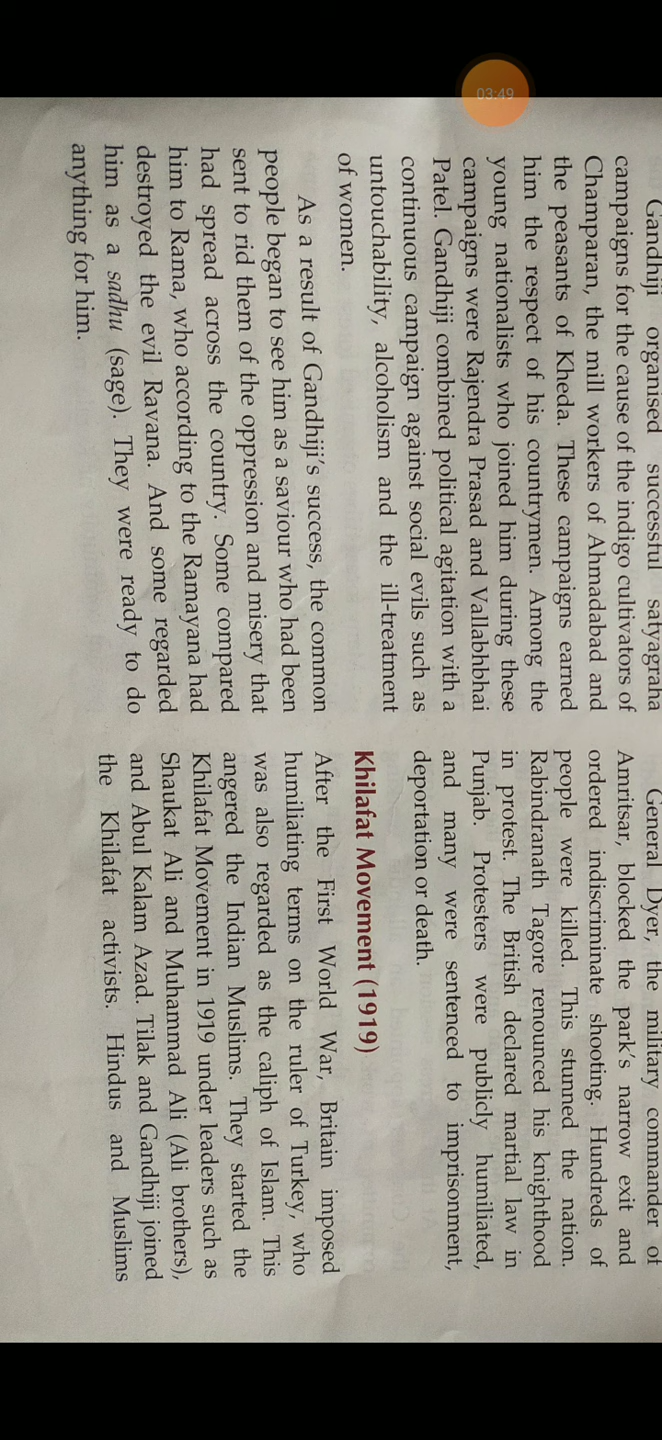 03:49
Gandhiji organised successful satyagraha
campaigns for the cause of the indigo cultivators of
Champaran, the mill workers of Ahmadabad and
the peasants of Kheda. These campaigns earned
him the respect of his countrymen. Among the
young nationalists who joined him during these
campaigns were Rajendra Prasad and Vallabhbhai
Patel. Gandhiji combined political agitation with a
continuous campaign against social evils such as
untouchability, alcoholism and the ill-treatment
of women.
As a result of Gandhiji's success, the common
people began to see him as a saviour who had been
sent to rid them of the oppression and misery that
had spread across the country. Some compared
him to Rama, who according to the Ramayana had
destroyed the evil Ravana. And some regarded
him as a sadhu (sage). They were ready to do
anything for him.
General Dyer, the military commander of
Amritsar, blocked the park's narrow exit and
ordered indiscriminate shooting. Hundreds of
people were killed. This stunned the nation.
Rabindranath Tagore renounced his knighthood
in protest. The British declared martial law in
Punjab. Protesters were publicly humiliated,
and many were sentenced to imprisonment,
deportation or death.
Khilafat Movement (1919)
After the First World War, Britain imposed
humiliating terms on the ruler of Turkey, who
was also regarded as the caliph of Islam. This
angered the Indian Muslims. They started the
Khilafat Movement in 1919 under leaders such as
Shaukat Ali and Muhammad Ali (Ali brothers),
and Abul Kalam Azad. Tilak and Gandhiji joined
the Khilafat activists. Hindus and Muslims